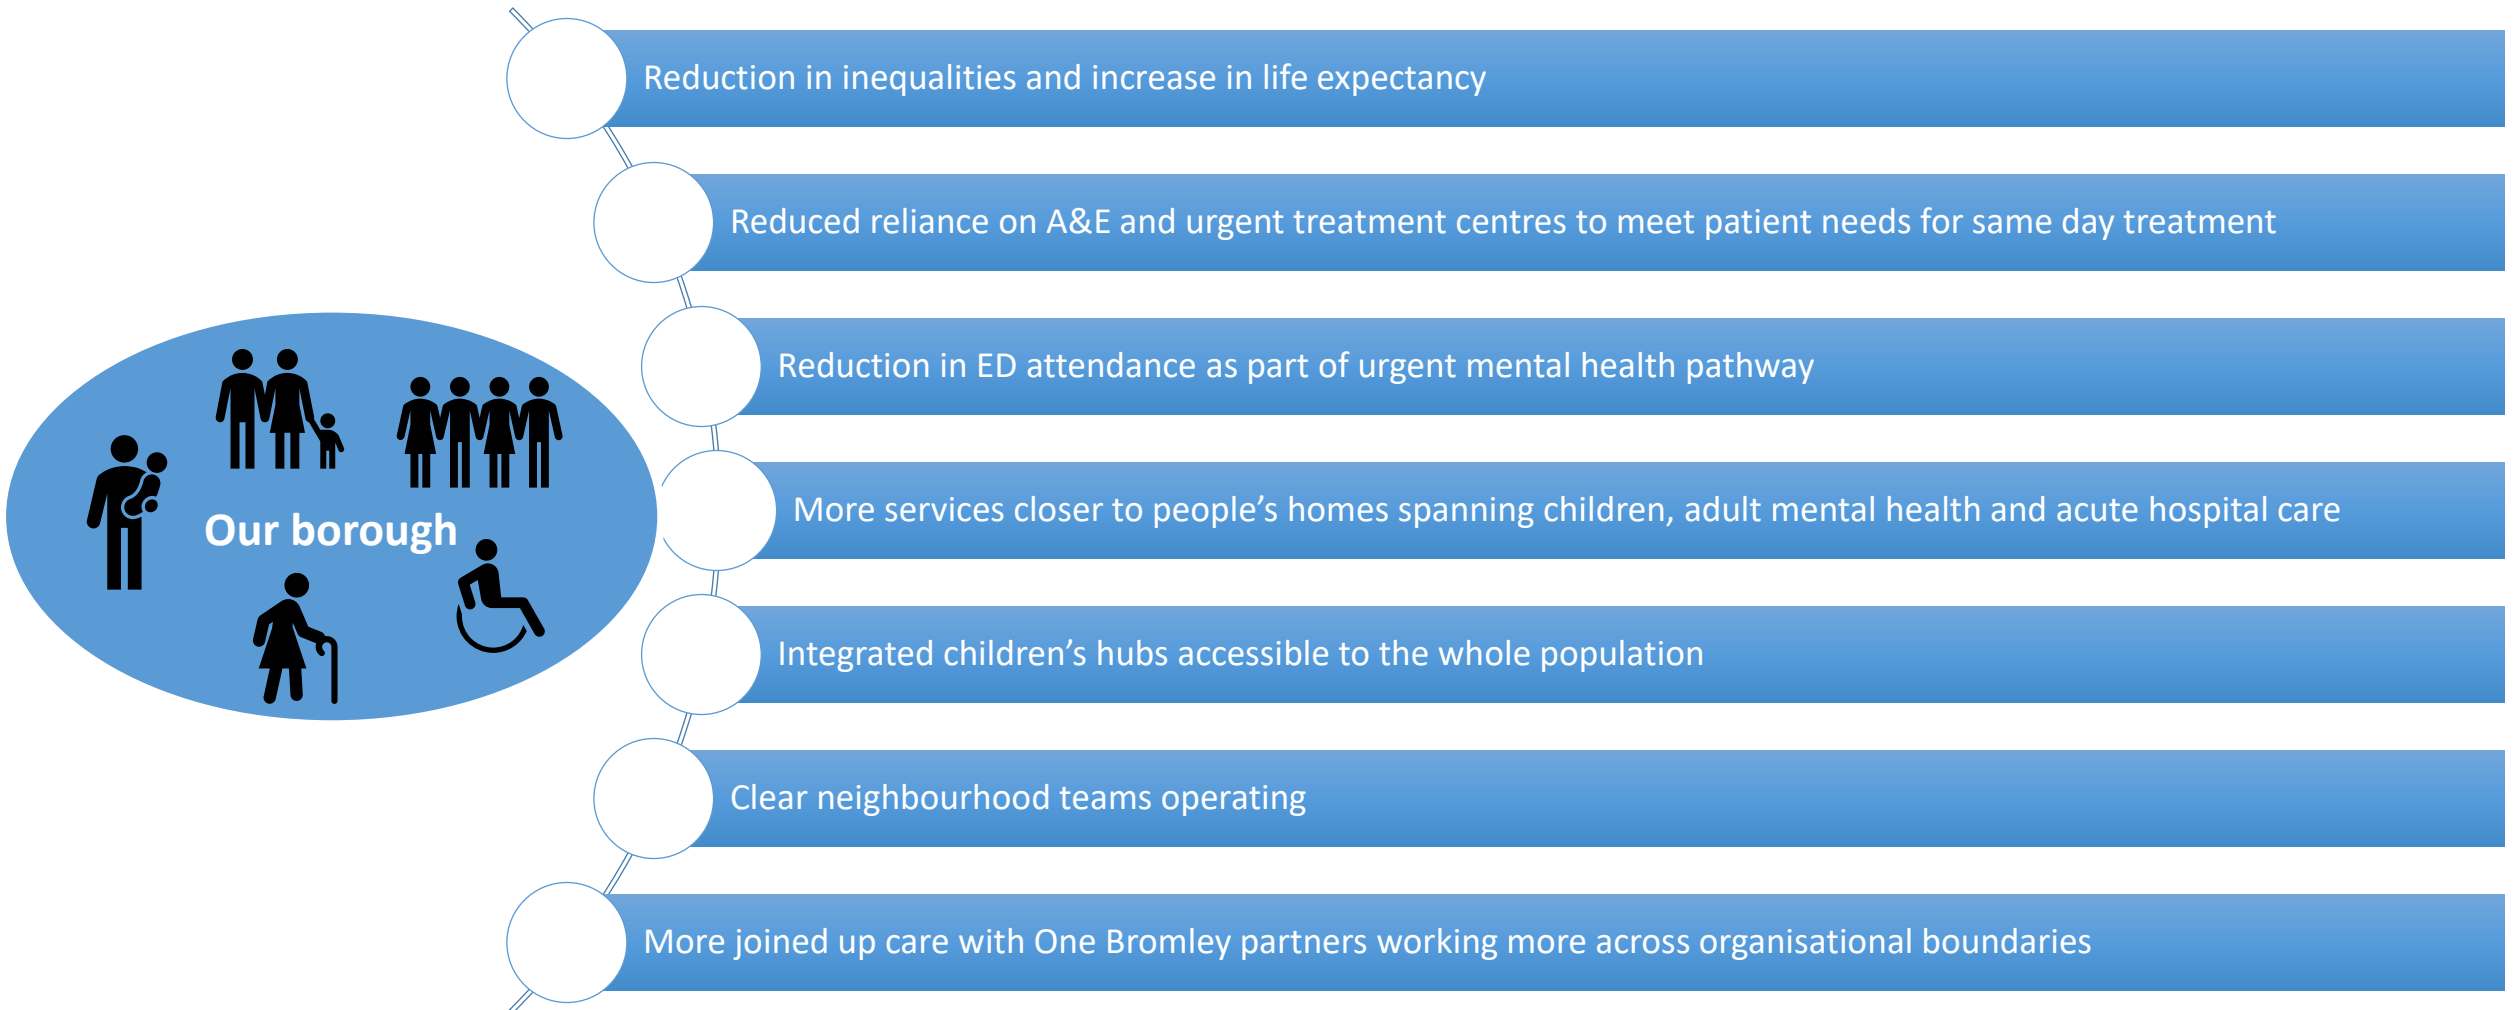 Reduction in inequalities and increase in life expectancy
Reduced reliance on A&E and urgent treatment centres to meet patient needs for same day treatment
Reduction in ED attendance as part of urgent mental health pathway
More services closer to people’s homes spanning children, adult mental health and acute hospital care
Our borough
Integrated children’s hubs accessible to the whole population
Clear neighbourhood teams operating
More joined up care with One Bromley partners working more across organisational boundaries